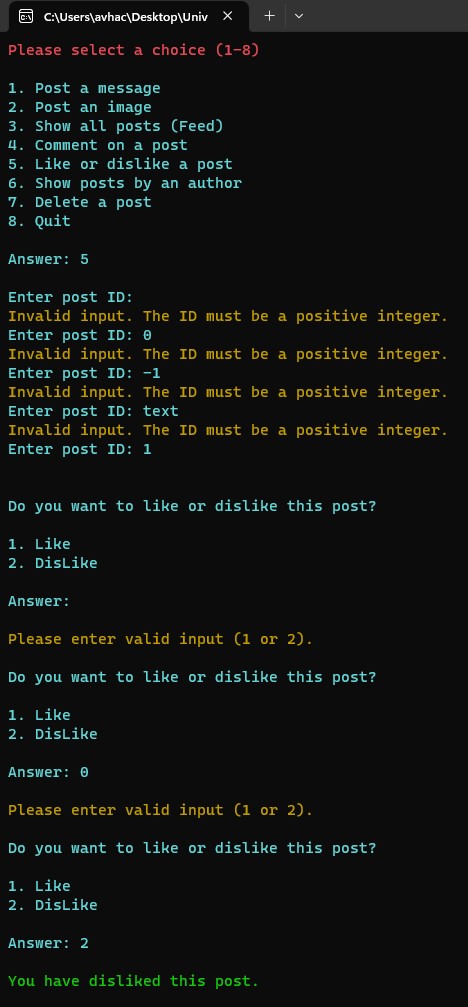 C:\Users\avhac\Desktop\Univ
Please select a choice (1-8)
1. Post a message
2. Post an image
3. Show all posts (Feed)
4. Comment on a post
5. Like or dislike a post
6. Show posts by an author
7. Delete a post
8. Quit
Answer: 5
Enter post ID:
Invalid input. The ID must be a positive integer.
Enter post ID: 0
Invalid input. The ID must be a positive integer.
Enter post ID: -1
Invalid input. The ID must be a positive integer.
Enter post ID: text
Invalid input. The ID must be a positive integer.
Enter post ID: 1
Do you want to like or dislike this post?
1. Like
2. DisLike
Answer:
Please enter valid input (1 or 2).
Do you want to like or dislike this post?
1. Like
2. DisLike
Answer: 0
Please enter valid input (1 or 2).
Do you want to like or dislike this post?
1. Like
2. DisLike
Answer: 2
You have disliked this post.